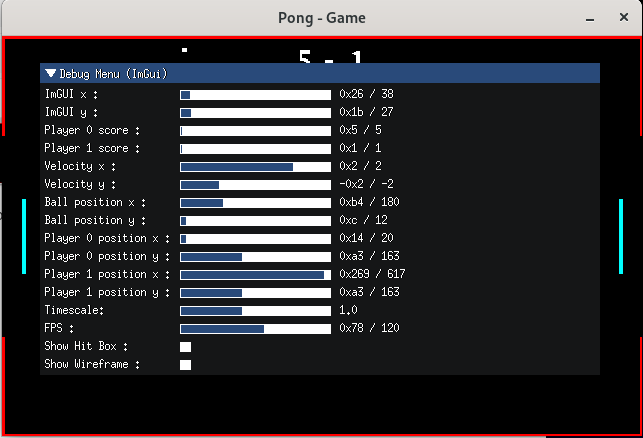 Pong - Game
5 - 1
Debug Menu (ImGui)
ImGUI x : 0x26 / 38
ImGUI y : 0x1b / 27
Player 0 score : 0x5 / 5
Player 1 score : 0x1 / 1
Velocity x : 0x2 / 2
Velocity y : -0x2 / -2
Ball position x : 0xb4 / 180
Ball position y : 0xc / 12
Player 0 position x : 0x14 / 20
Player 0 position y : 0xa3 / 163
Player 1 position x : 0x269 / 617
Player 1 position y : 0xa3 / 163
Timescale: 1.0
FPS : 0x78 / 120
Show Hit Box :
Show Wireframe :